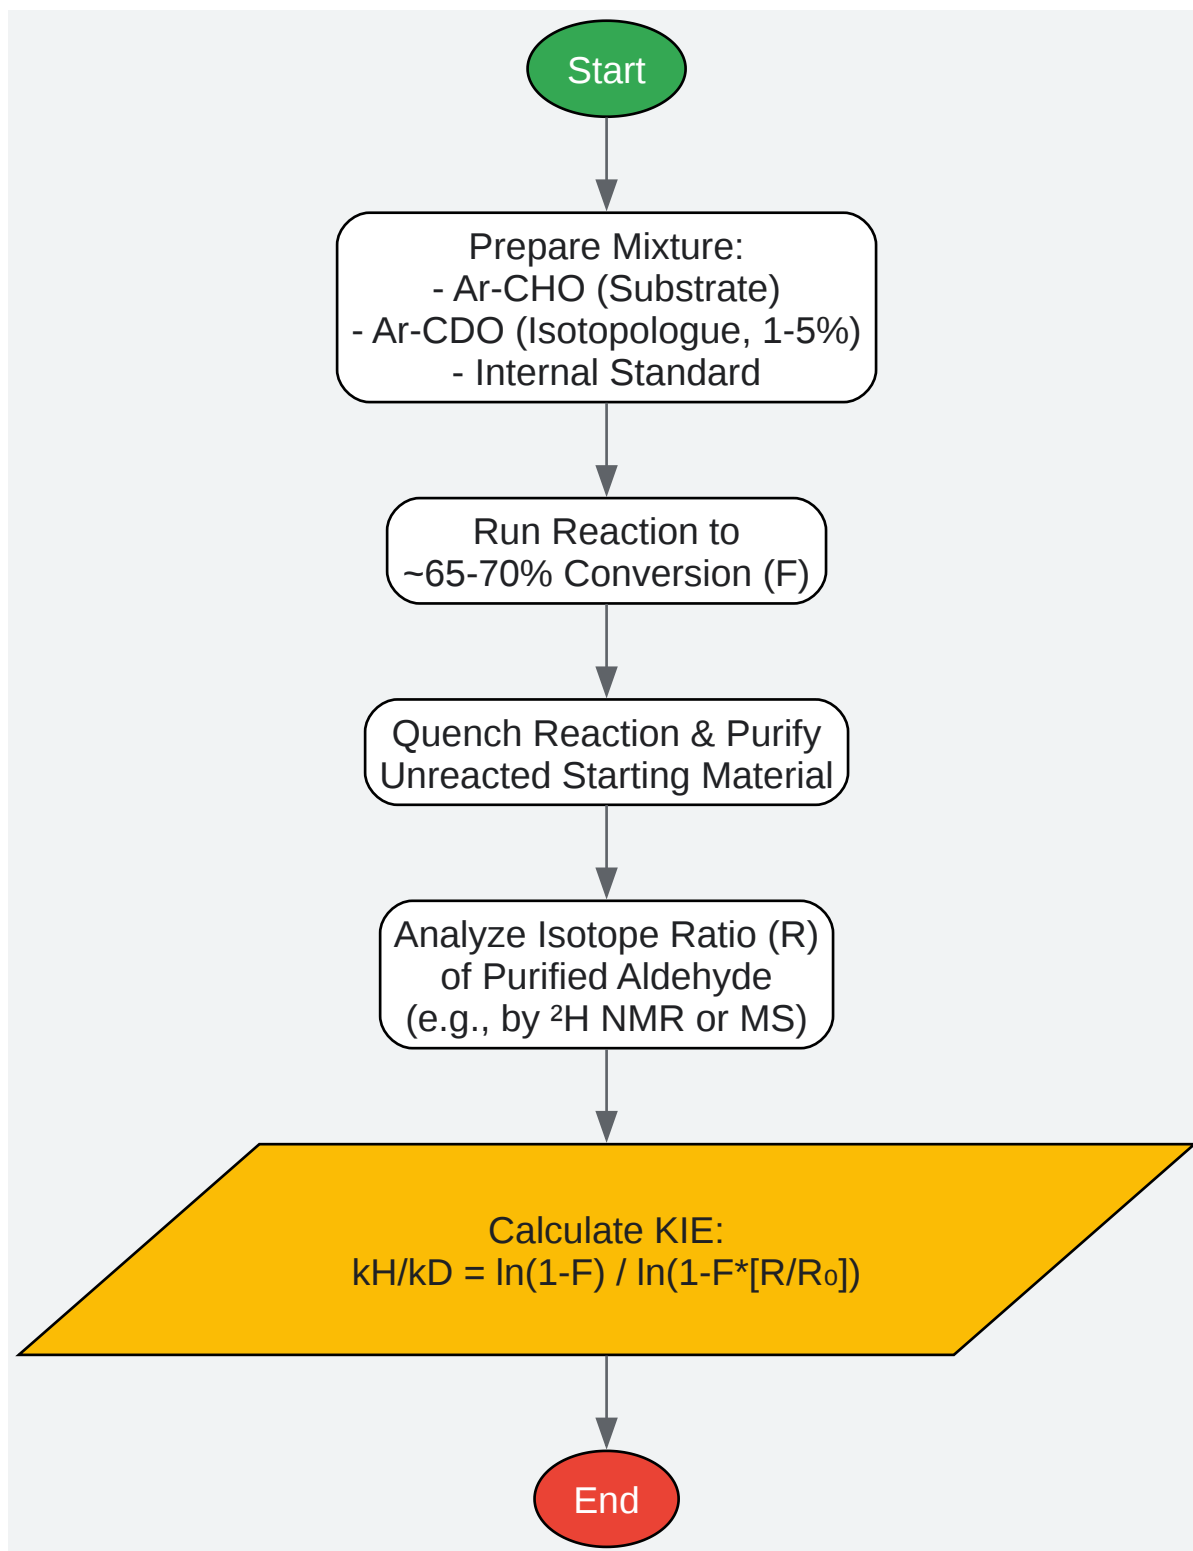 Start
Prepare Mixture:
- Ar-CHO (Substrate)
- Ar-CDO (Isotopologue, 1-5%)
- Internal Standard
Run Reaction to
~65-70% Conversion (F)
Quench Reaction & Purify
Unreacted Starting Material
Analyze Isotope Ratio (R)
of Purified Aldehyde
(e.g., by ²H NMR or MS)
Calculate KIE:
kH/kD = ln(1-F) / ln(1-F*[R/R₀])
End